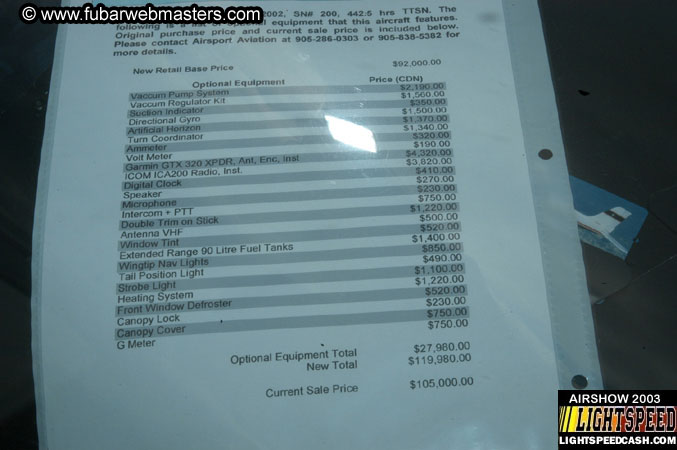 www.fubarwebmasters.com
2002, SN# 200, 442.5 hrs TTSN. The
following is a list of equipment that this aircraft features.
Original purchase price and current sale price is included below.
Please contact Airsport Aviation at 905-286-0303 or 905-838-5382 for
more details.
New Retail Base Price $92,000.00
Optional Equipment Price (CDN)
Vaccum Pump System $2,190.00
Vaccum Regulator Kit $1,560.00
Suction Indicator $350.00
Directional Gyro $1,500.00
Artificial Horizon $1,370.00
Turn Coordinator $1,340.00
Ammeter $320.00
Volt Meter $190.00
Garmin GTX 320 XPDR, Ant, Enc, Inst $4,320.00
ICOM ICA200 Radio, Inst. $3,820.00
Digital Clock $410.00
Speaker $270.00
Microphone $230.00
Intercom + PTT $750.00
Double Trim on Stick $1,220.00
Antenna VHF $500.00
Window Tint $520.00
Extended Range 90 Litre Fuel Tanks $1,400.00
Wingtip Nav Lights $850.00
Tail Position Light $490.00
Strobe Light $1,100.00
Heating System $1,220.00
Front Window Defroster $520.00
Canopy Lock $230.00
Canopy Cover $750.00
G Meter $750.00
Optional Equipment Total $27,980.00
New Total $119,980.00
Current Sale Price $105,000.00
AIRSHOW 2003
LIGHTSPEED
LIGHTSPEEDCASH.COM